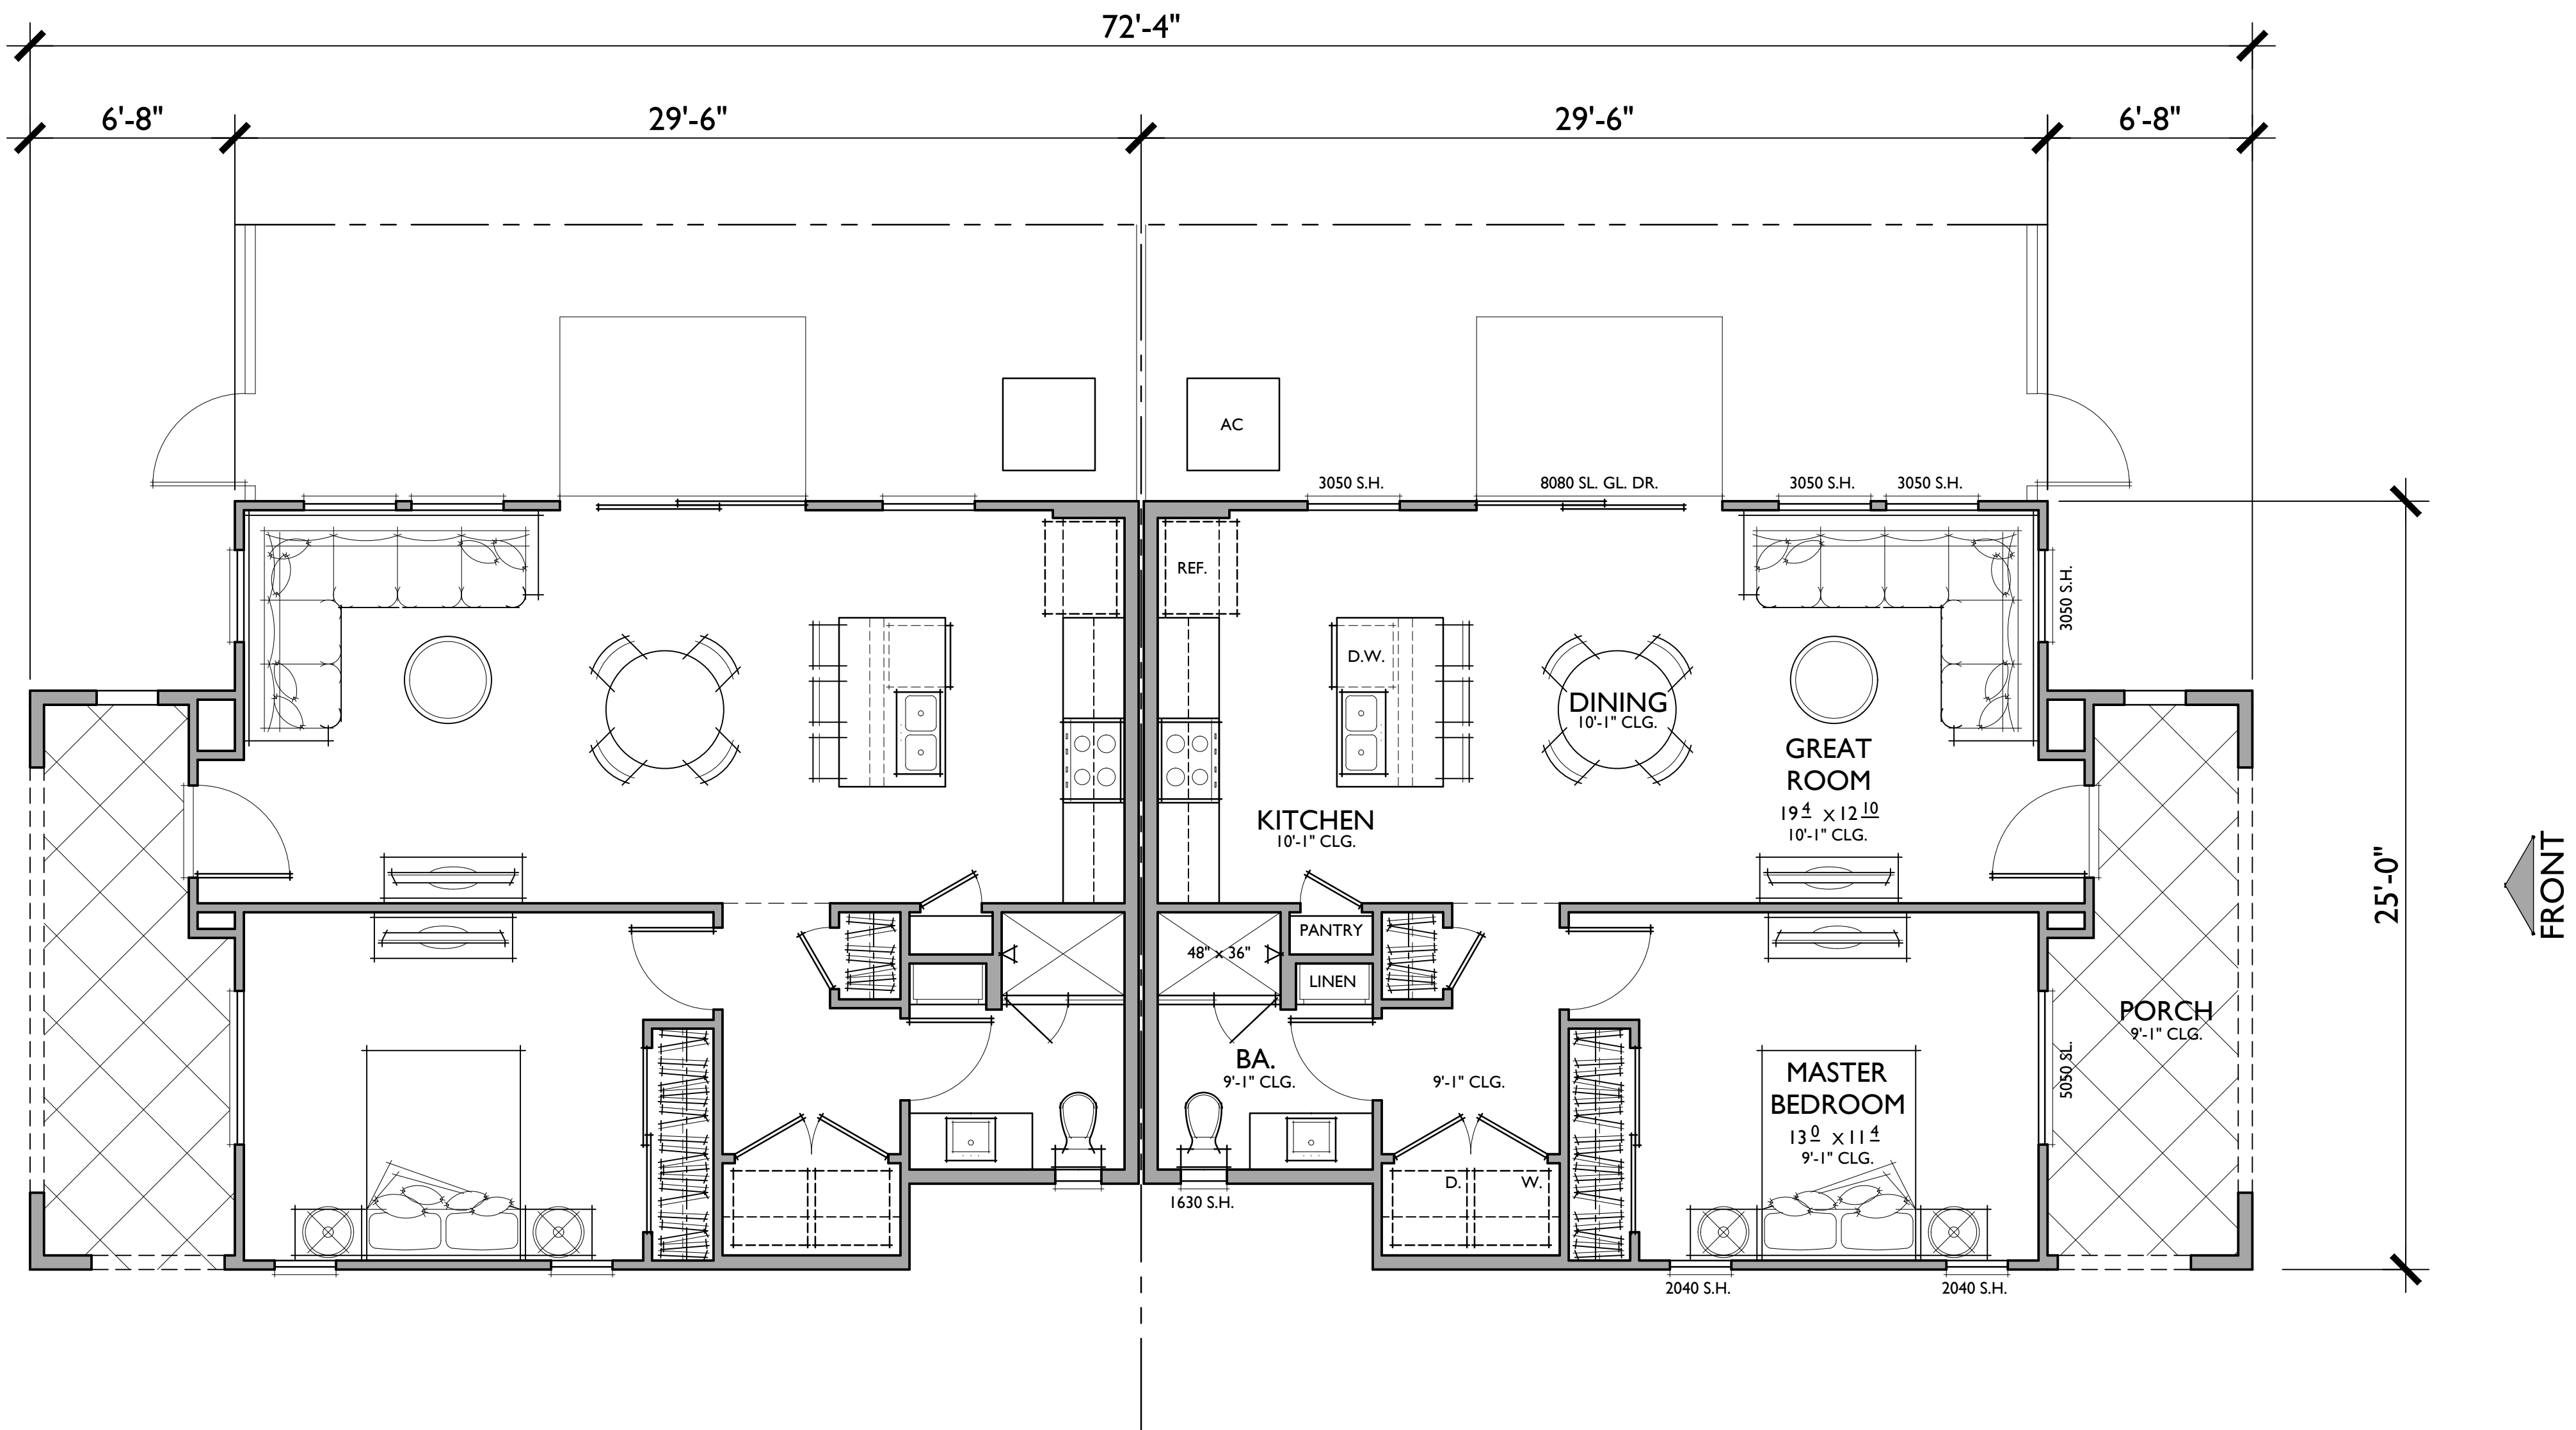 72'-4"
6'-8"
29'-6"
29'-6"
6'-8"
AC
3050 S.H.
8080 SL. GL. DR.
3050 S.H.
3050 S.H.
REF.
3050 S.H.
D.W.
DINING
10'-1" CLG.
GREAT
ROOM
19 4 x 12 10
10'-1" CLG.
KITCHEN
10'-1" CLG.
25'-0"
FRONT
PANTRY
48" x 36"
LINEN
PORCH
9'-1" CLG.
BA.
9'-1" CLG.
9'-1" CLG.
5050 SL.
MASTER
BEDROOM
13 0 x 11 4
9'-1" CLG.
D.
W.
1630 S.H.
2040 S.H.
2040 S.H.